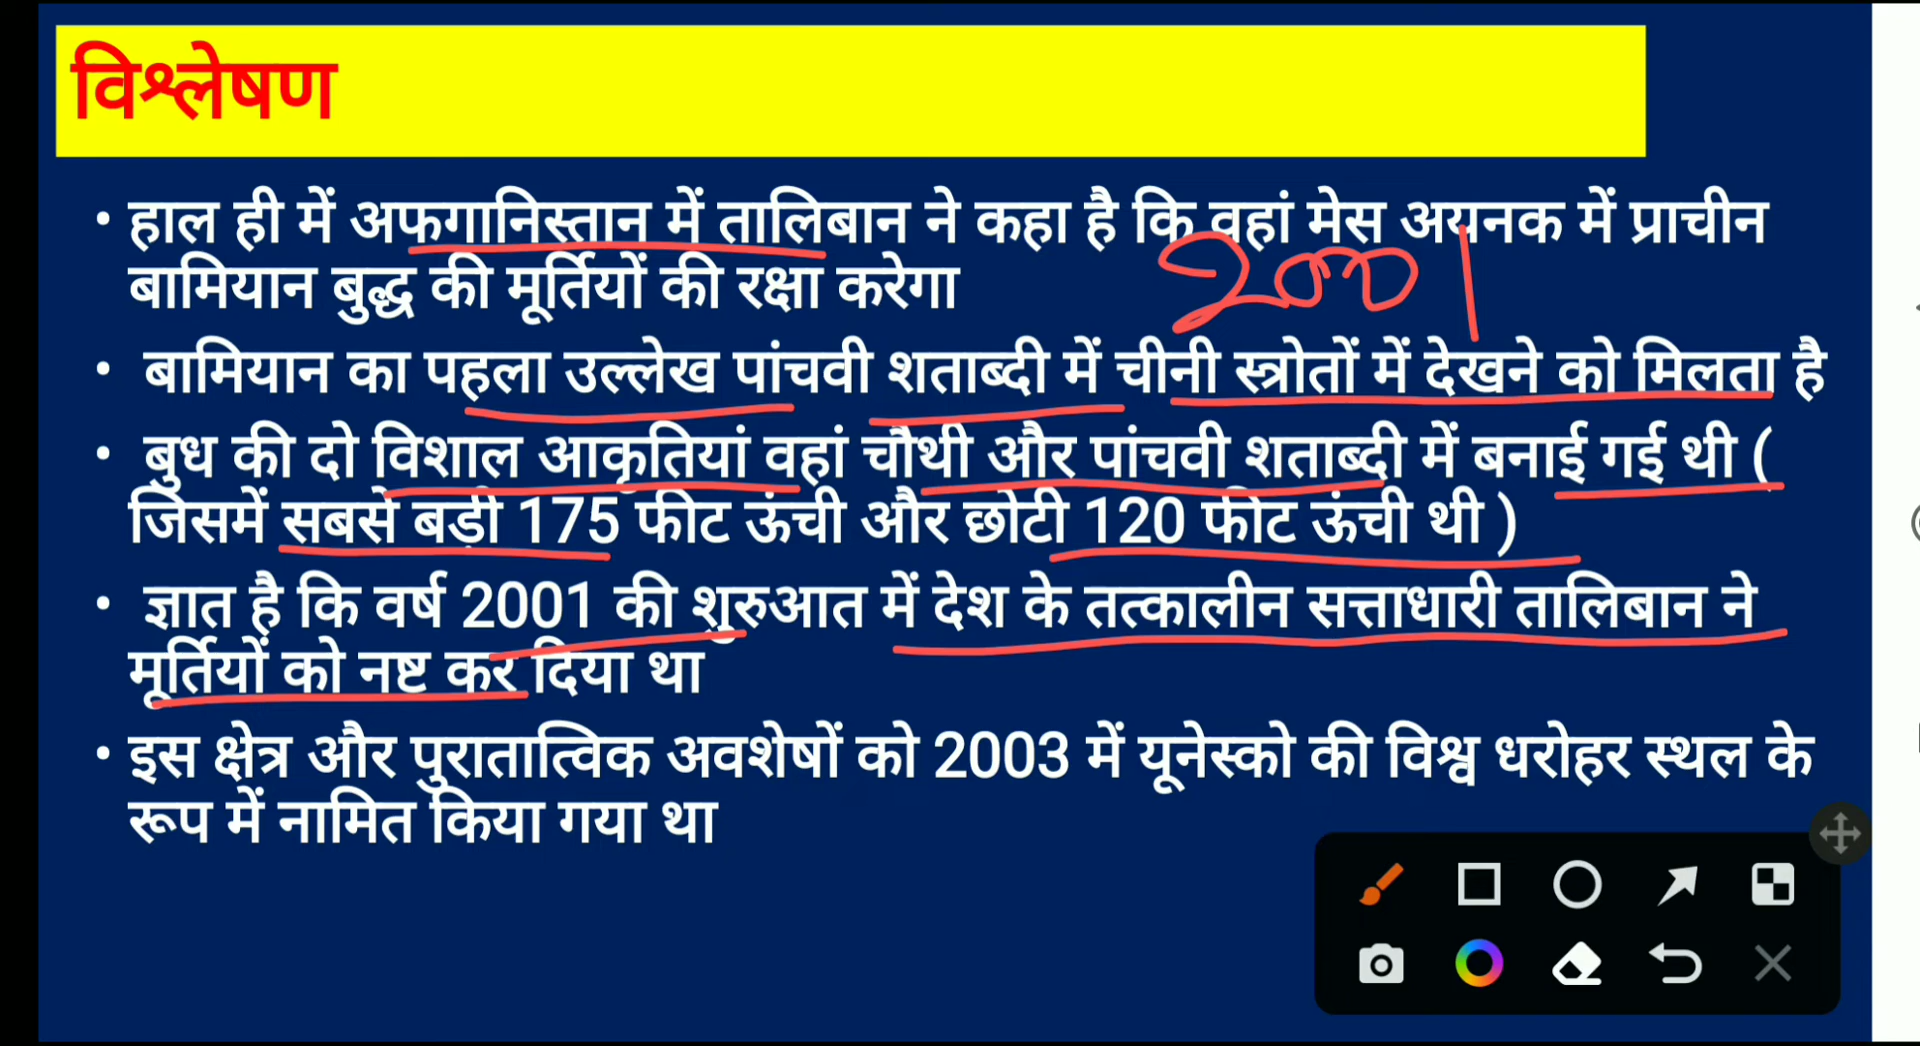 विश्लेषण
• हाल ही में अफगानिस्तान में तालिबान ने कहा है कि वहां मेस अयनक में प्राचीन
बामियान बुद्ध की मूर्तियों की रक्षा करेगा
2001
• बामियान का पहला उल्लेख पांचवी शताब्दी में चीनी स्त्रोतों में देखने को मिलता है
• बुध की दो विशाल आकृतियां वहां चौथी और पांचवी शताब्दी में बनाई गई थी (
जिसमें सबसे बड़ी 175 फीट ऊंची और छोटी 120 फीट ऊंची थी )
• ज्ञात है कि वर्ष 2001 की शुरुआत में देश के तत्कालीन सत्ताधारी तालिबान ने
मूर्तियों को नष्ट कर दिया था
• इस क्षेत्र और पुरातात्विक अवशेषों को 2003 में यूनेस्को की विश्व धरोहर स्थल के
रूप में नामित किया गया था